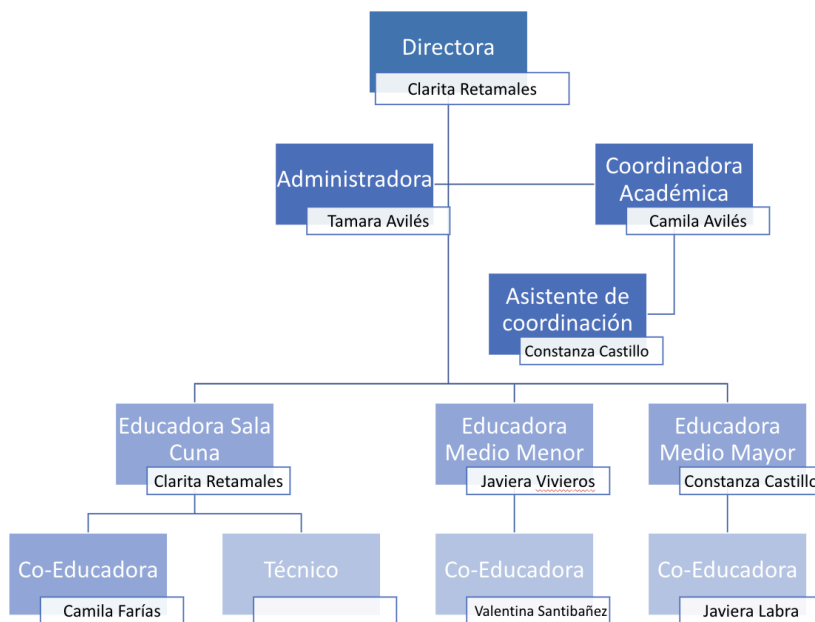 Directora
Clarita Retamales
Administradora
Tamara Avilés
Coordinadora
Académica
Camila Avilés
Asistente de
coordinación
Constanza Castillo
Educadora Sala
Cuna
Clarita Retamales
Educadora
Medio Menor
Javiera Vivieros
Educadora
Medio Mayor
Constanza Castillo
Co-Educadora
Camila Farías
Técnico
Co-Educadora
Valentina Santibañez
Co-Educadora
Javiera Labra